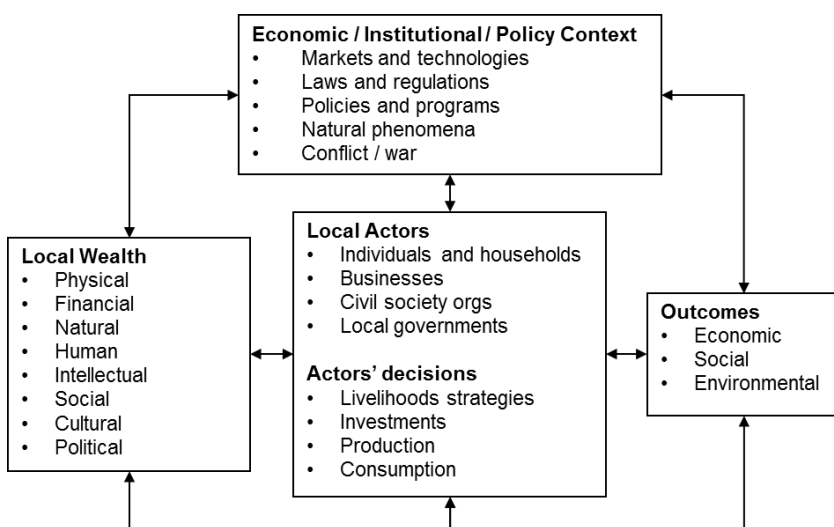 Economic / Institutional / Policy Context
• Markets and technologies
• Laws and regulations
• Policies and programs
• Natural phenomena
• Conflict / war
Local Wealth
• Physical
• Financial
• Natural
• Human
• Intellectual
• Social
• Cultural
• Political
Local Actors
• Individuals and households
• Businesses
• Civil society orgs
• Local governments
Actors’ decisions
• Livelihoods strategies
• Investments
• Production
• Consumption
Outcomes
• Economic
• Social
• Environmental